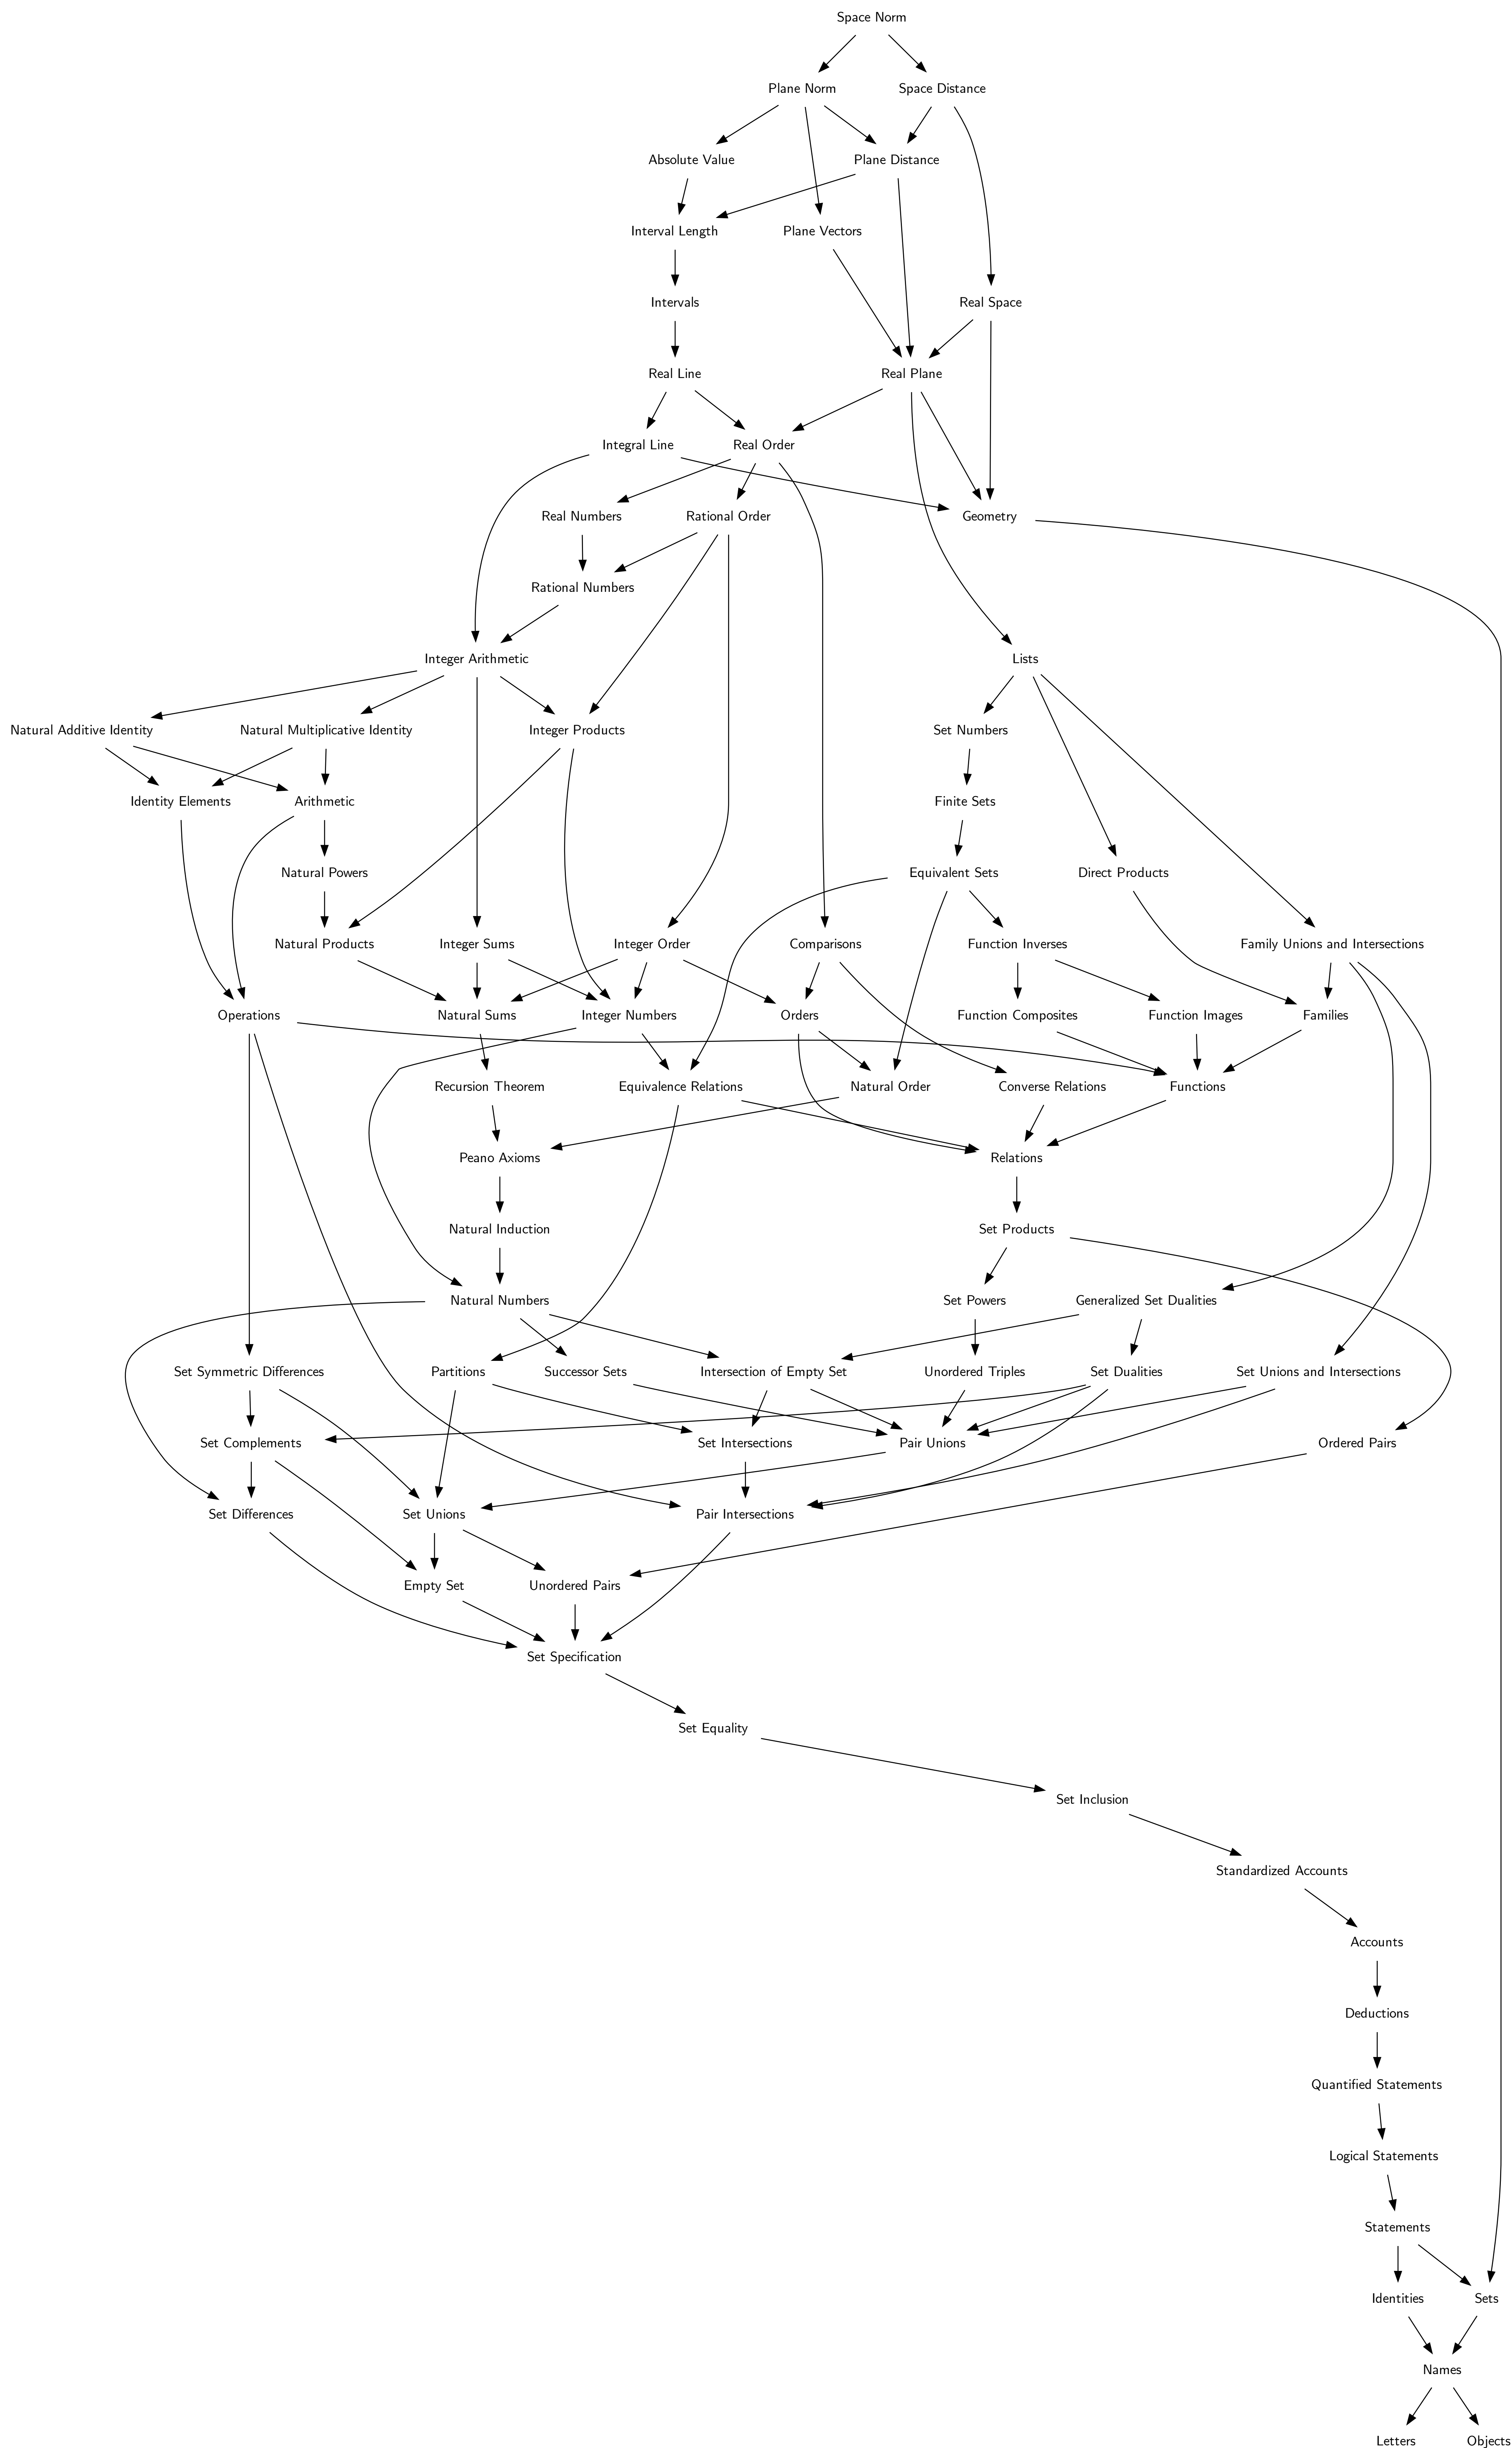 Space Norm
Plane Norm
Space Distance
Absolute Value
Plane Distance
Interval Length
Plane Vectors
Intervals
Real Space
Real Line
Real Plane
Integral Line
Real Order
Real Numbers
Rational Order
Geometry
Rational Numbers
Integer Arithmetic
Lists
Natural Additive Identity
Natural Multiplicative Identity
Integer Products
Set Numbers
Identity Elements
Arithmetic
Finite Sets
Natural Powers
Equivalent Sets
Direct Products
Natural Products
Integer Sums
Integer Order
Comparisons
Function Inverses
Family Unions and Intersections
Operations
Natural Sums
Integer Numbers
Orders
Function Composites
Function Images
Families
Recursion Theorem
Equivalence Relations
Natural Order
Converse Relations
Functions
Peano Axioms
Relations
Natural Induction
Set Products
Natural Numbers
Set Powers
Generalized Set Dualities
Set Symmetric Differences
Partitions
Successor Sets
Intersection of Empty Set
Unordered Triples
Set Dualities
Set Unions and Intersections
Set Complements
Set Intersections
Pair Unions
Ordered Pairs
Set Differences
Set Unions
Pair Intersections
Empty Set
Unordered Pairs
Set Specification
Set Equality
Set Inclusion
Standardized Accounts
Accounts
Deductions
Quantified Statements
Logical Statements
Statements
Identities
Sets
Names
Letters
Objects